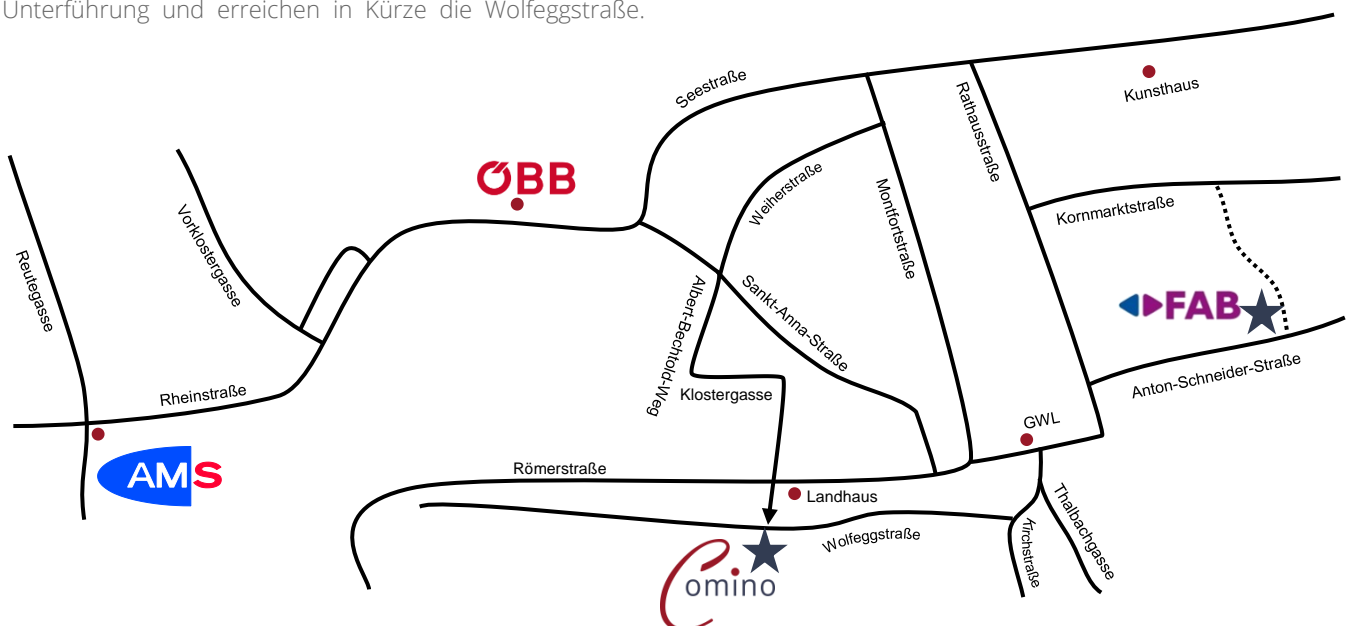 Unterführung und erreichen in Kürze die Wolfeggstraße.
Seestraße
Kunsthaus
Rathausstraße
ÖBB
Weiherstraße
Montfortstraße
Kornmarktstraße
Vorklostergasse
Reutegasse
Albert-Bechtold-Weg
Sankt-Anna-Straße
FAB
Anton-Schneider-Straße
Rheinstraße
Klostergasse
GWL
AMS
Römerstraße
Landhaus
Wolfeggstraße
Kirchstraße
Thalbachgasse
Comino